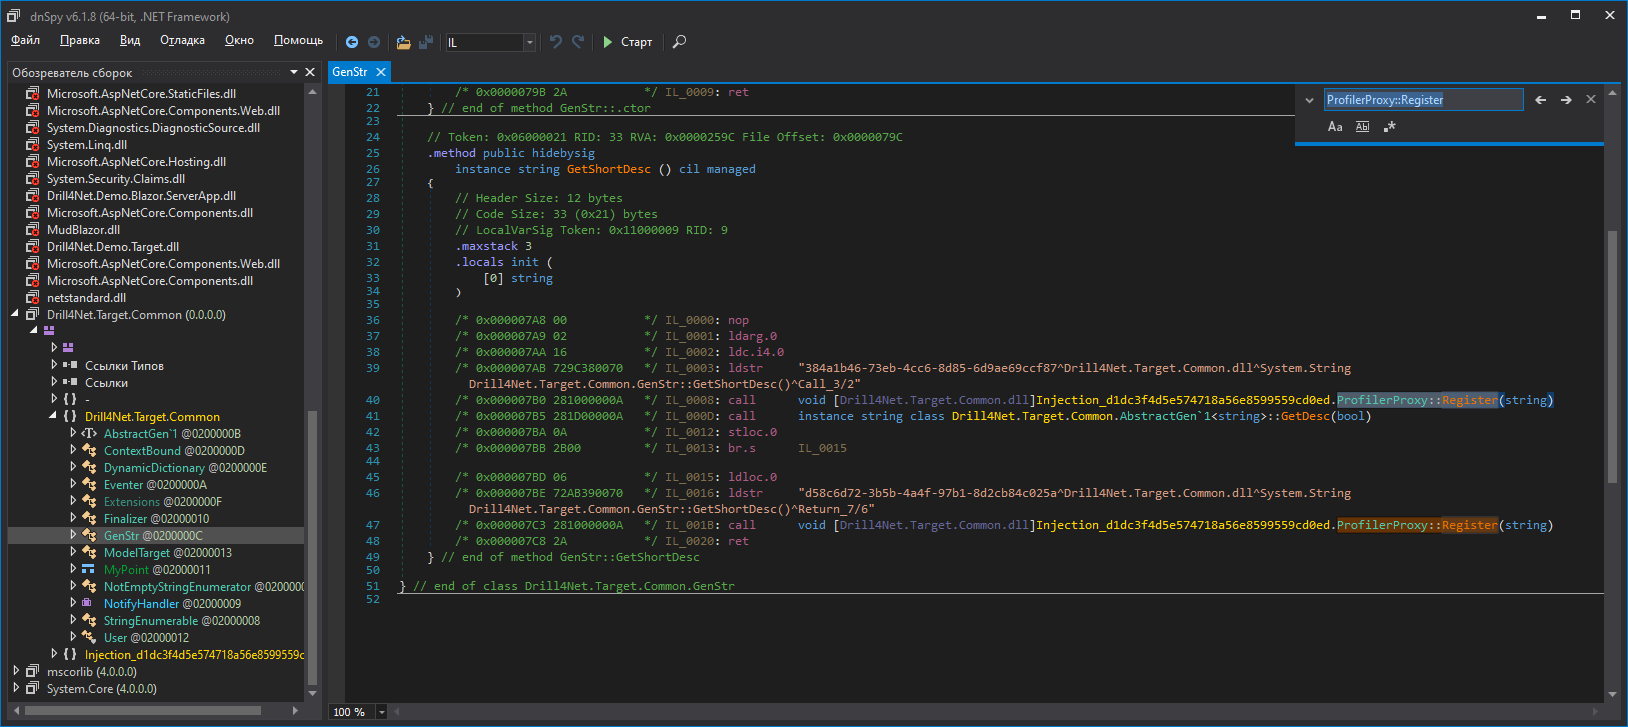 dnSpy v6.1.8 (64-bit, .NET Framework)
Файл Правка Вид Отладка Окно Помощь IL Старт
Обозреватель сборок
Microsoft.AspNetCore.StaticFiles.dll
Microsoft.AspNetCore.Components.Web.dll
System.Diagnostics.DiagnosticSource.dll
System.Linq.dll
Microsoft.AspNetCore.Hosting.dll
System.Security.Claims.dll
Drill4Net.Demo.Blazor.ServerApp.dll
Microsoft.AspNetCore.Components.dll
MudBlazor.dll
Drill4Net.Demo.Target.dll
Microsoft.AspNetCore.Components.Web.dll
Microsoft.AspNetCore.Components.dll
netstandard.dll
Drill4Net.Target.Common (0.0.0.0)
Ссылки Типов
Ссылки
{ } -
{ } Drill4Net.Target.Common
<T> AbstractGen`1 @0200000B
ContextBound @0200000D
DynamicDictionary @0200000E
Eventer @0200000A
Extensions @0200000F
Finalizer @02000010
GenStr @0200000C
ModelTarget @02000013
MyPoint @02000011
NotEmptyStringEnumerator @0200000
NotifyHandler @02000009
StringEnumerable @02000008
User @02000012
{ } Injection_d1dc3f4d5e574718a56e8599559c
mscorlib (4.0.0.0)
System.Core (4.0.0.0)
GenStr
ProfilerProxy::Register
Aa Ab .*
21 /* 0x0000079B 2A */ IL_0009: ret
22 } // end of method GenStr::.ctor
23
24 // Token: 0x06000021 RID: 33 RVA: 0x0000259C File Offset: 0x0000079C
25 .method public hidebysig
26 instance string GetShortDesc () cil managed
27 {
28 // Header Size: 12 bytes
29 // Code Size: 33 (0x21) bytes
30 // LocalVarSig Token: 0x11000009 RID: 9
31 .maxstack 3
32 .locals init (
33 [0] string
34 )
35
36 /* 0x000007A8 00 */ IL_0000: nop
37 /* 0x000007A9 02 */ IL_0001: ldarg.0
38 /* 0x000007AA 16 */ IL_0002: ldc.i4.0
39 /* 0x000007AB 729C380070 */ IL_0003: ldstr "384a1b46-73eb-4cc6-8d85-6d9ae69ccf87^Drill4Net.Target.Common.dll^System.String
Drill4Net.Target.Common.GenStr::GetShortDesc()^Call_3/2"
40 /* 0x000007B0 281000000A */ IL_0008: call void [Drill4Net.Target.Common.dll]Injection_d1dc3f4d5e574718a56e8599559cd0ed.ProfilerProxy::Register(string)
41 /* 0x000007B5 281D00000A */ IL_000D: call instance string class Drill4Net.Target.Common.AbstractGen`1<string>::GetDesc(bool)
42 /* 0x000007BA 0A */ IL_0012: stloc.0
43 /* 0x000007BB 2B00 */ IL_0013: br.s IL_0015
44
45 /* 0x000007BD 06 */ IL_0015: ldloc.0
46 /* 0x000007BE 72AB390070 */ IL_0016: ldstr "d58c6d72-3b5b-4a4f-97b1-8d2cb84c025a^Drill4Net.Target.Common.dll^System.String
Drill4Net.Target.Common.GenStr::GetShortDesc()^Return_7/6"
47 /* 0x000007C3 281000000A */ IL_001B: call void [Drill4Net.Target.Common.dll]Injection_d1dc3f4d5e574718a56e8599559cd0ed.ProfilerProxy::Register(string)
48 /* 0x000007C8 2A */ IL_0020: ret
49 } // end of method GenStr::GetShortDesc
50
51 } // end of class Drill4Net.Target.Common.GenStr
52
100 %